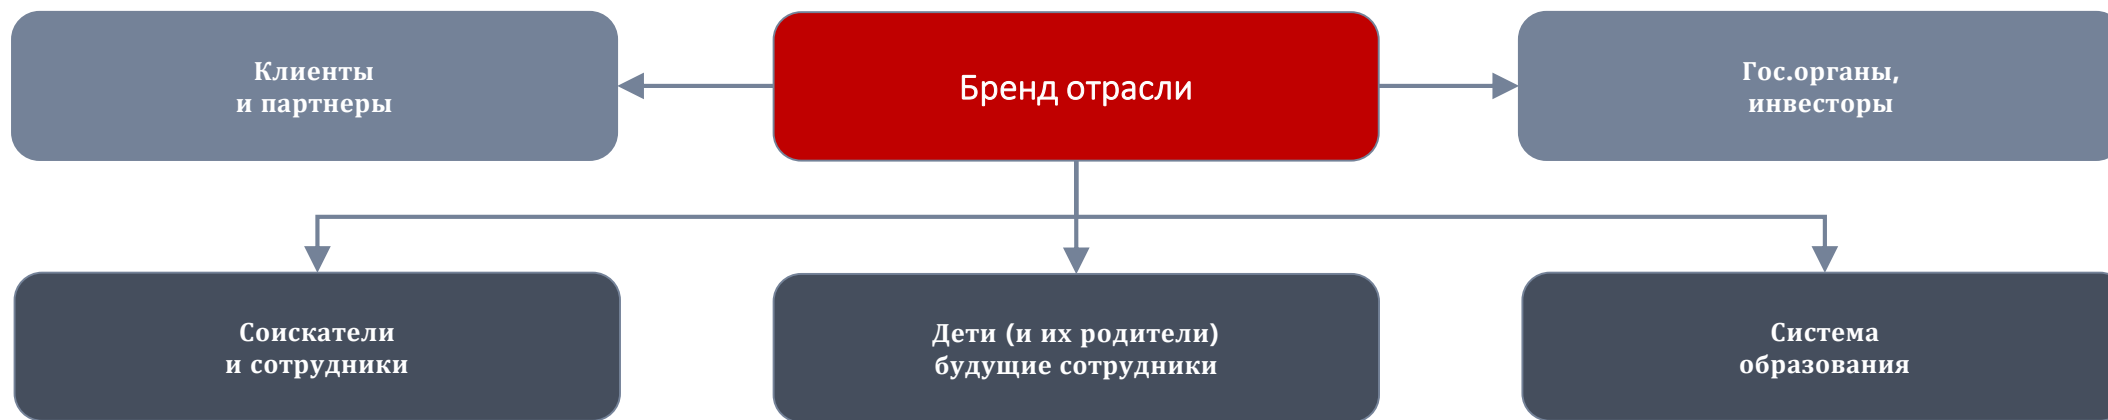 Клиенты
и партнеры
Бренд отрасли
Гос.органы,
инвесторы
Соискатели
и сотрудники
Дети (и их родители)
будущие сотрудники
Система
образования